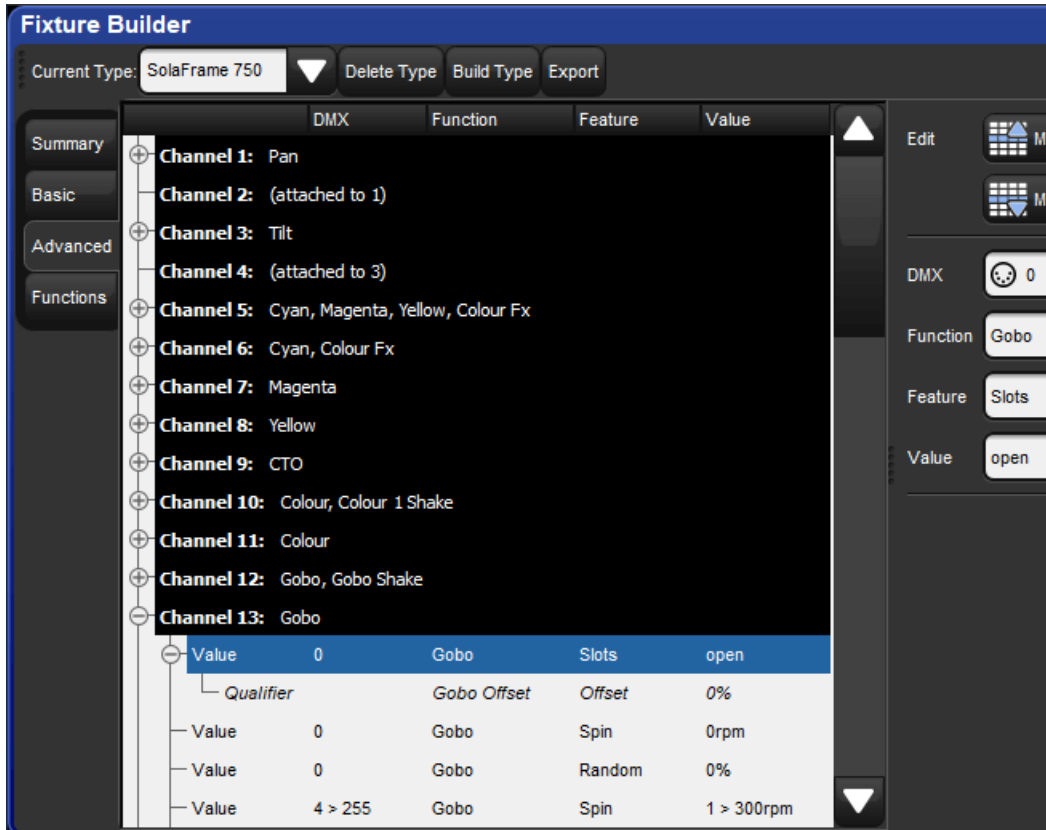 Fixture Builder
Current Type: SolaFrame 750 Delete Type Build Type Export
DMX Function Feature Value
Summary
Basic
Advanced
Functions
Channel 1: Pan
Channel 2: (attached to 1)
Channel 3: Tilt
Channel 4: (attached to 3)
Channel 5: Cyan, Magenta, Yellow, Colour Fx
Channel 6: Cyan, Colour Fx
Channel 7: Magenta
Channel 8: Yellow
Channel 9: CTO
Channel 10: Colour, Colour 1 Shake
Channel 11: Colour
Channel 12: Gobo, Gobo Shake
Channel 13: Gobo
Value 0 Gobo Slots open
Qualifier Gobo Offset Offset 0%
Value 0 Gobo Spin 0rpm
Value 0 Gobo Random 0%
Value 4 > 255 Gobo Spin 1 > 300rpm
Edit M
M
DMX 0
Function Gobo
Feature Slots
Value open